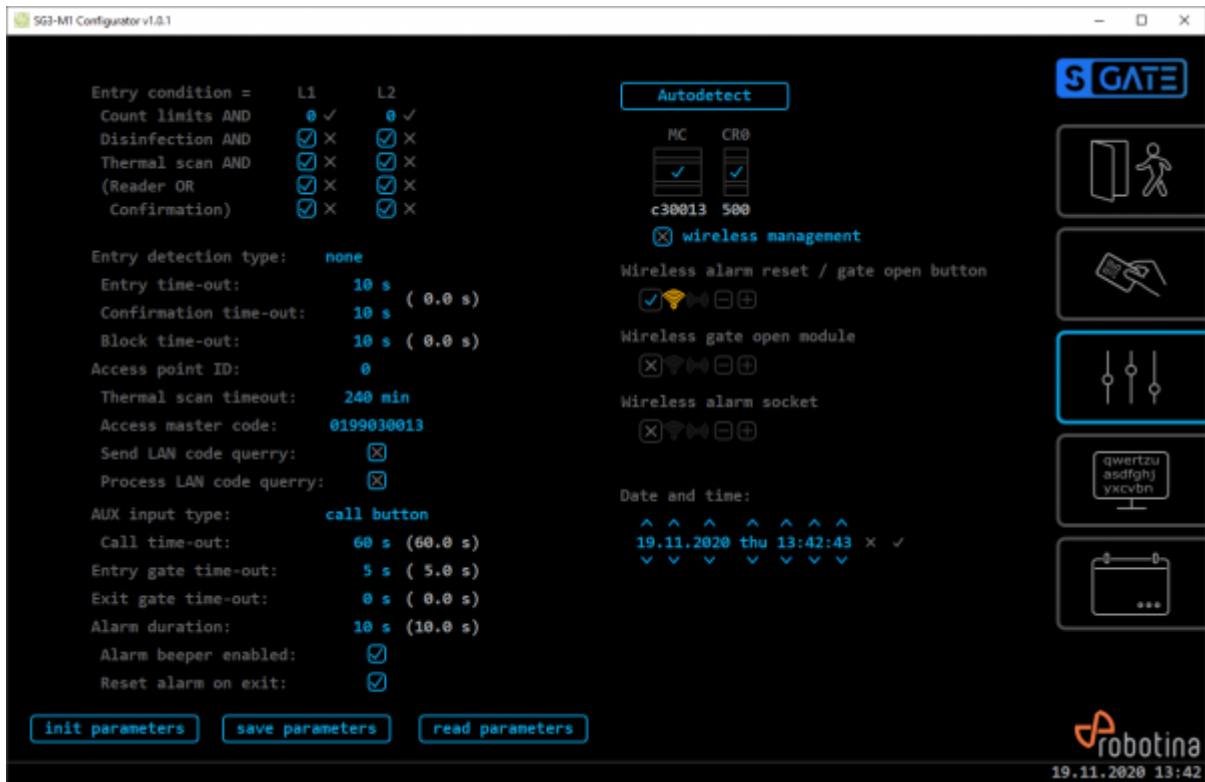 SG3-M1 Configurator v1.0.1
Entry condition = L1 L2
Count limits AND 0 0
Disinfection AND
Thermal scan AND
(Reader OR
Confirmation)
Entry detection type: none
Entry time-out: 10 s
( 0.0 s)
Confirmation time-out: 10 s
Block time-out: 10 s ( 0.0 s)
Access point ID: 0
Thermal scan timeout: 240 min
Access master code: 0199030013
Send LAN code querry:
Process LAN code querry:
AUX input type: call button
Call time-out: 60 s (60.0 s)
Entry gate time-out: 5 s ( 5.0 s)
Exit gate time-out: 0 s ( 0.0 s)
Alarm duration: 10 s (10.0 s)
Alarm beeper enabled:
Reset alarm on exit:
init parameters save parameters read parameters
Autodetect
MC CR0
c30013 500
wireless management
Wireless alarm reset / gate open button
Wireless gate open module
Wireless alarm socket
Date and time:
19.11.2020 thu 13:42:43
S GATE
qwertzu
asdfghj
yxcvbn
robotina
19.11.2020 13:42